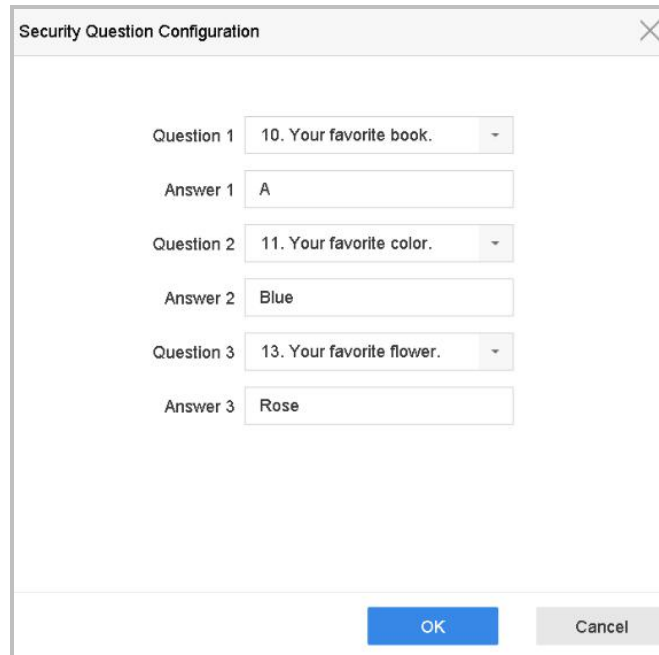 Security Question Configuration
Question 1 10. Your favorite book.
Answer 1 A
Question 2 11. Your favorite color.
Answer 2 Blue
Question 3 13. Your favorite flower.
Answer 3 Rose
OK Cancel